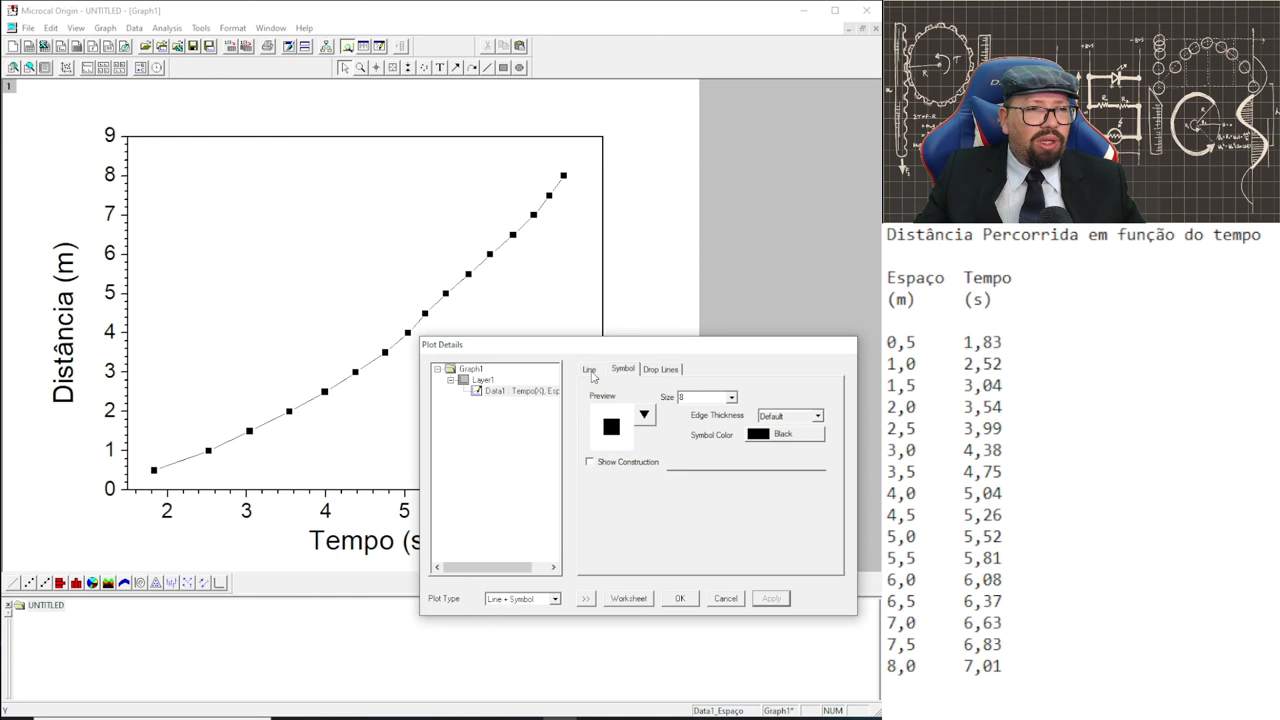 Microcal Origin - UNTITLED - [Graph1]
File Edit View Graph Data Analysis Tools Format Window Help
1
9
8
7
6
5
4
3
2
1
0
Distância (m)
2 3 4 5
Tempo (s
Plot Details
Graph1
Layer1
Data1 : Tempo(X), Esp
Line Symbol Drop Lines
Preview
Size 8
Edge Thickness Default
Symbol Color Black
Show Construction
Plot Type Line + Symbol >> Worksheet OK Cancel Apply
UNTITLED
Y Data1_Espaço Graph1* NUM
Distância Percorrida em função do tempo
Espaço Tempo
(m) (s)
0,5 1,83
1,0 2,52
1,5 3,04
2,0 3,54
2,5 3,99
3,0 4,38
3,5 4,75
4,0 5,04
4,5 5,26
5,0 5,52
5,5 5,81
6,0 6,08
6,5 6,37
7,0 6,63
7,5 6,83
8,0 7,01